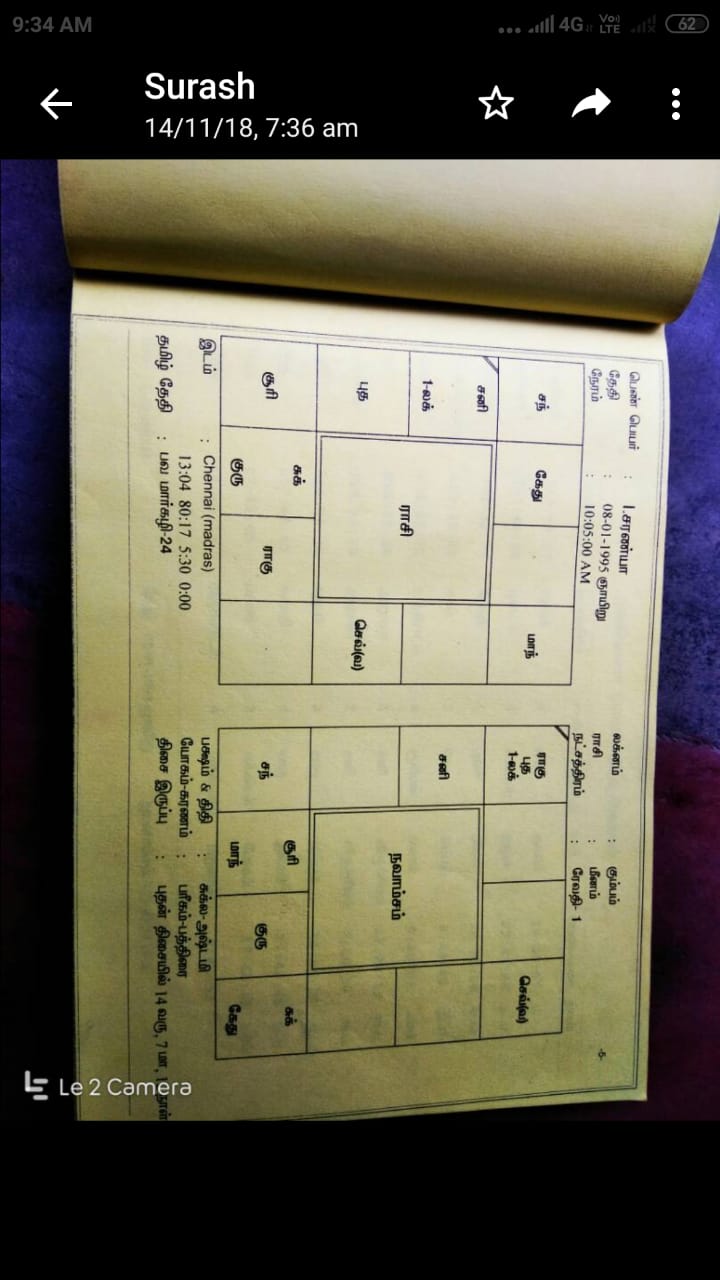 9:34 AM
4G Vo) LTE 62
Surash
14/11/18, 7:36 am
-5-
பெண் பெயர் : I.சரண்யா
தேதி : 08-01-1995 ஞாயிறு
நேரம் : 10:05:00 AM
லக்னம் : கும்பம்
ராசி : மீனம்
நட்சத்திரம் : ரேவதி- 1
சந் கேது மாந்
சனி
1-லக்
ராசி
புத செவ்(வ)
சூரி
சுக்
குரு
ராகு
ராகு
புத
1-லக்
செவ்(வ)
சனி
நவாம்சம்
சந்
சூரி
மாந்
குரு
சுக்
கேது
இடம் : Chennai (madras)
13:04 80:17 5:30 0:00
தமிழ் தேதி : பவ மார்கழி-24
பக்ஷம் & திதி : சுக்ல-அஷ்டமி
யோகம்-கரணம் : பரீகம்-பத்திரை
திசை இருப்பு : புதன் திசையில் 14 வரு, 7 மா, நாள்
Le 2 Camera